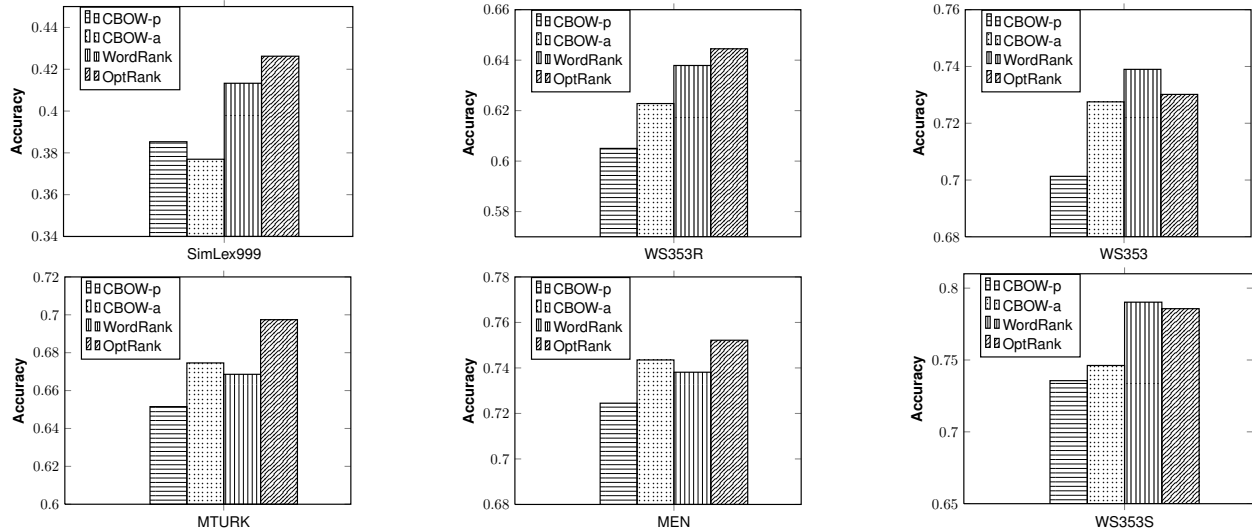 0.44
0.42
0.4
0.38
0.36
0.34
Accuracy
CBOW-p
CBOW-a
WordRank
OptRank
SimLex999
0.66
0.64
0.62
0.6
0.58
Accuracy
CBOW-p
CBOW-a
WordRank
OptRank
WS353R
0.76
0.74
0.72
0.7
0.68
Accuracy
CBOW-p
CBOW-a
WordRank
OptRank
WS353
0.72
0.7
0.68
0.66
0.64
0.62
0.6
Accuracy
CBOW-p
CBOW-a
WordRank
OptRank
MTURK
0.78
0.76
0.74
0.72
0.7
0.68
Accuracy
CBOW-p
CBOW-a
WordRank
OptRank
MEN
0.8
0.75
0.7
0.65
Accuracy
CBOW-p
CBOW-a
WordRank
OptRank
WS353S